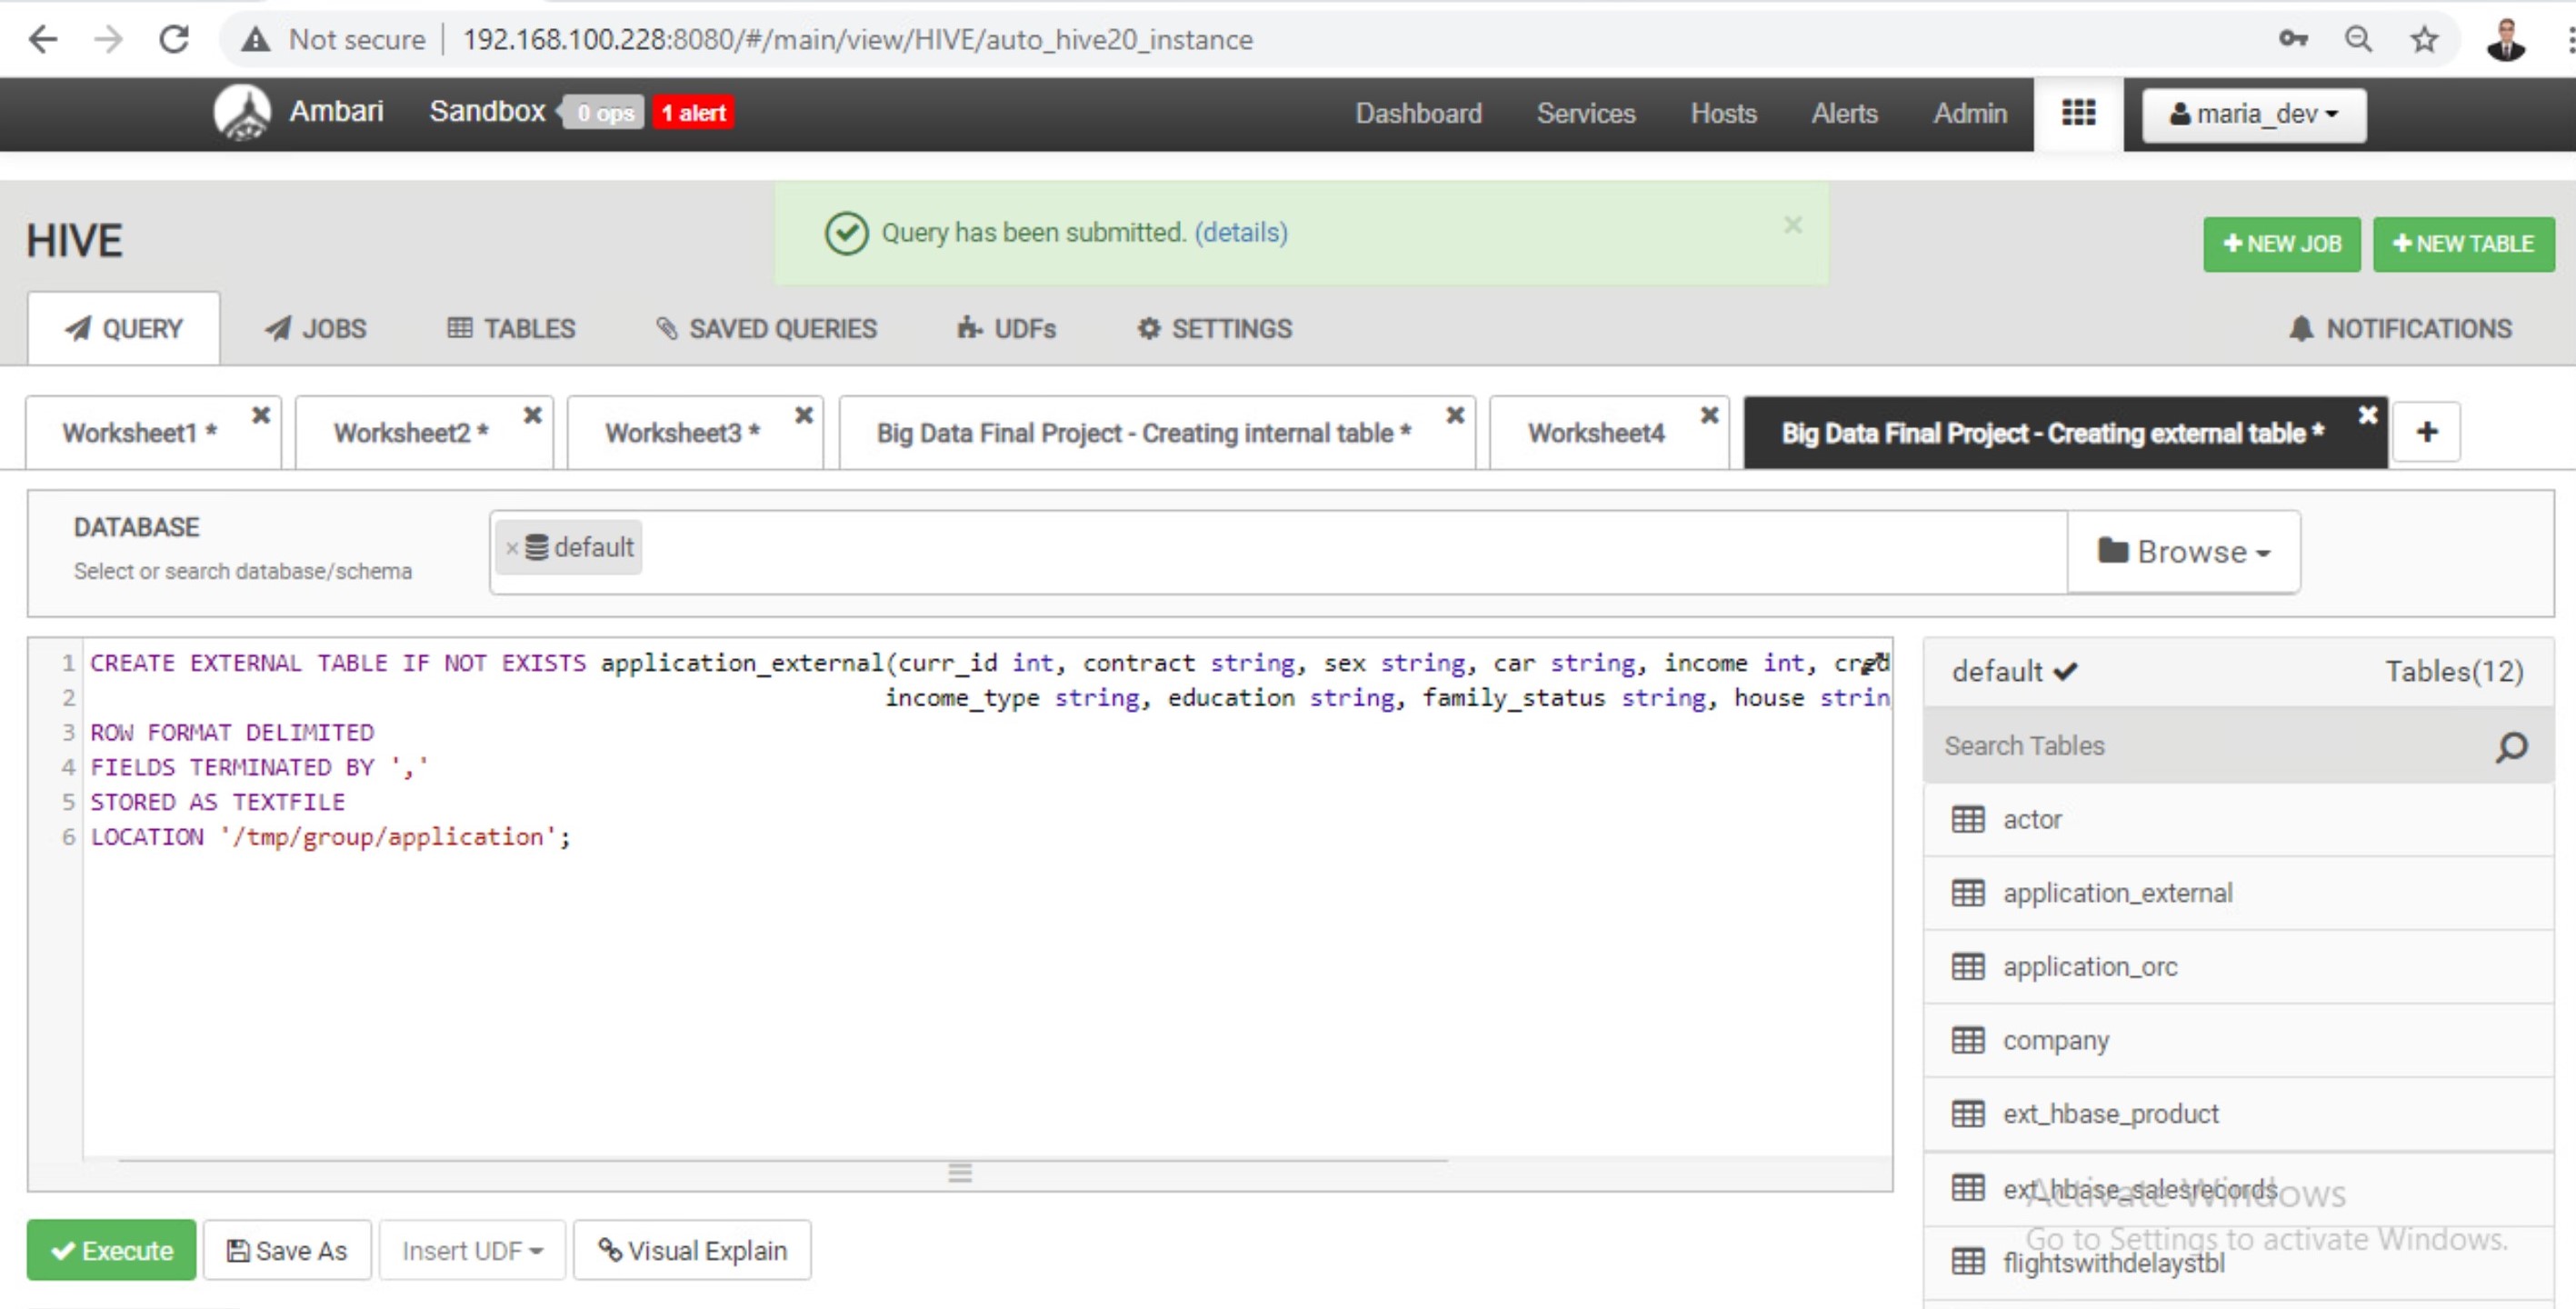 Not secure 192.168.100.228:8080/#/main/view/HIVE/auto_hive20_instance
Ambari Sandbox 0 ops 1 alert Dashboard Services Hosts Alerts Admin maria_dev
HIVE
Query has been submitted. (details) ×
NEW JOB NEW TABLE
QUERY JOBS TABLES SAVED QUERIES UDFs SETTINGS NOTIFICATIONS
Worksheet1 * Worksheet2 * Worksheet3 * Big Data Final Project - Creating internal table * Worksheet4 Big Data Final Project - Creating external table * +
DATABASE
Select or search database/schema
× default
Browse
1 CREATE EXTERNAL TABLE IF NOT EXISTS application_external(curr_id int, contract string, sex string, car string, income int,
2 income_type string, education string, family_status string, house strin
3 ROW FORMAT DELIMITED
4 FIELDS TERMINATED BY ','
5 STORED AS TEXTFILE
6 LOCATION '/tmp/group/application';
default Tables(12)
Search Tables
actor
application_external
application_orc
company
ext_hbase_product
ext_hbase_salesrecords
flightswithdelaystbl
Activate Windows
Go to Settings to activate Windows.
Execute Save As Insert UDF Visual Explain